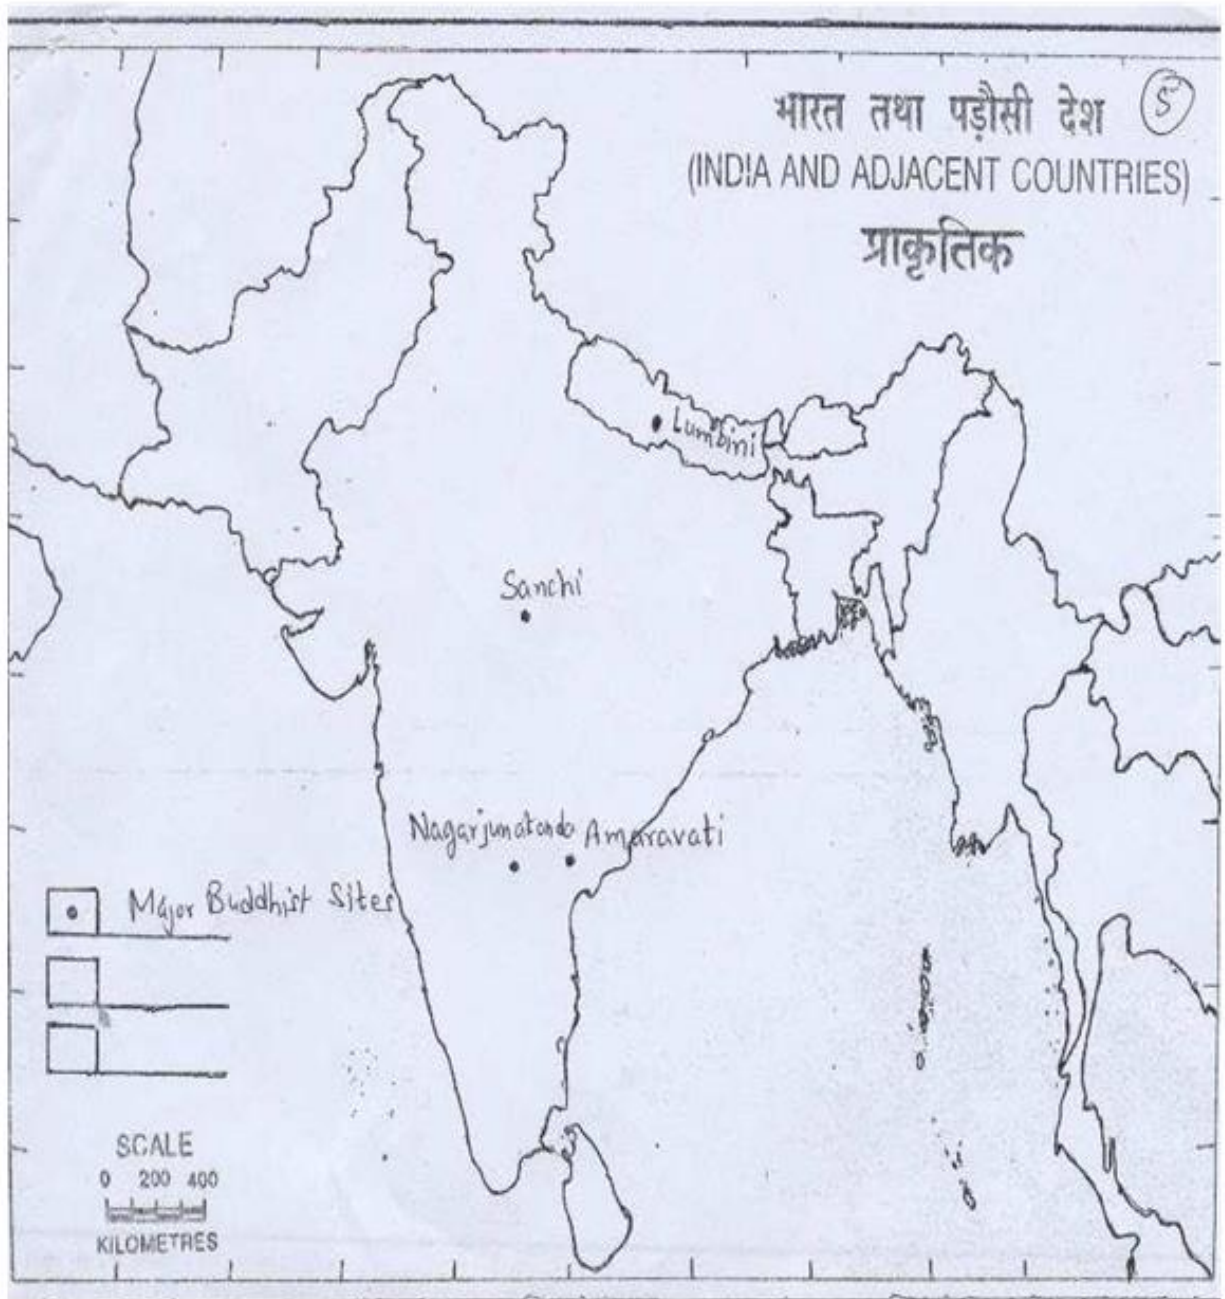 भारत तथा पड़ौसी देश
5
(INDIA AND ADJACENT COUNTRIES)
प्राकृतिक
Lumbini
Sanchi
Nagarjunakonda Amaravati
Major Buddhist Sites
SCALE
0 200 400
KILOMETRES